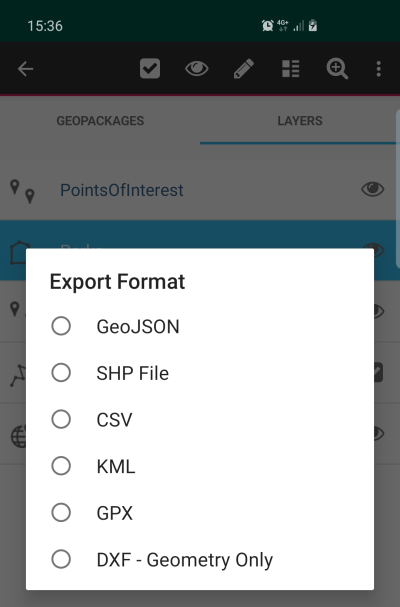 15:36
4G+
GEOPACKAGES
LAYERS
PointsOfInterest
Export Format
GeoJSON
SHP File
CSV
KML
GPX
DXF - Geometry Only